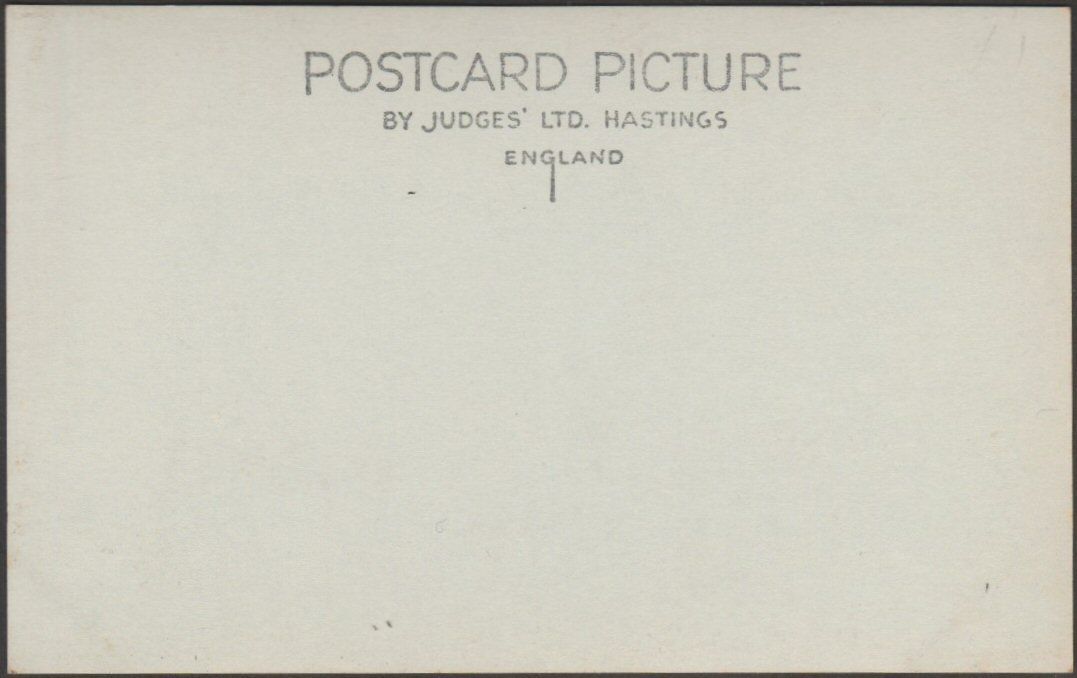 POSTCARD PICTURE
BY JUDGES' LTD. HASTINGS
ENGLAND